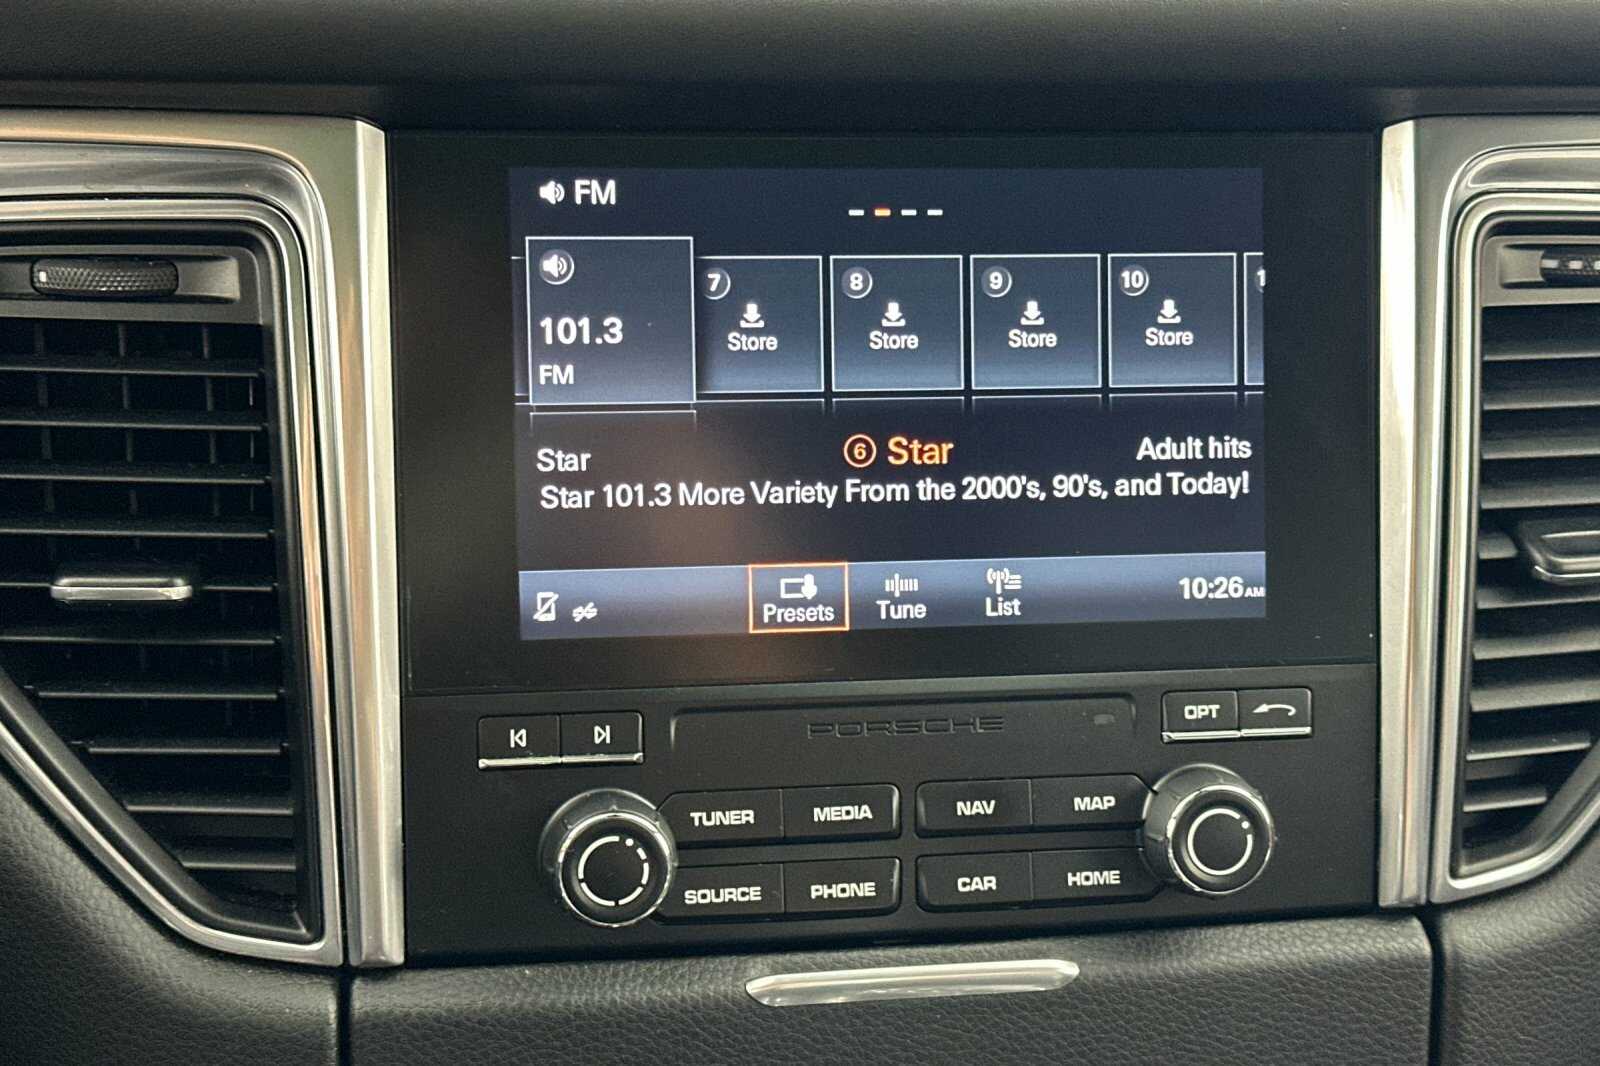 FM
101.3
FM
7
Store
8
Store
9
Store
10
Store
Star
6 Star
Adult hits
Star 101.3 More Variety From the 2000's, 90's, and Today!
Presets
Tune
List
10:26AM
PORSCHE
OPT
TUNER
MEDIA
NAV
MAP
SOURCE
PHONE
CAR
HOME